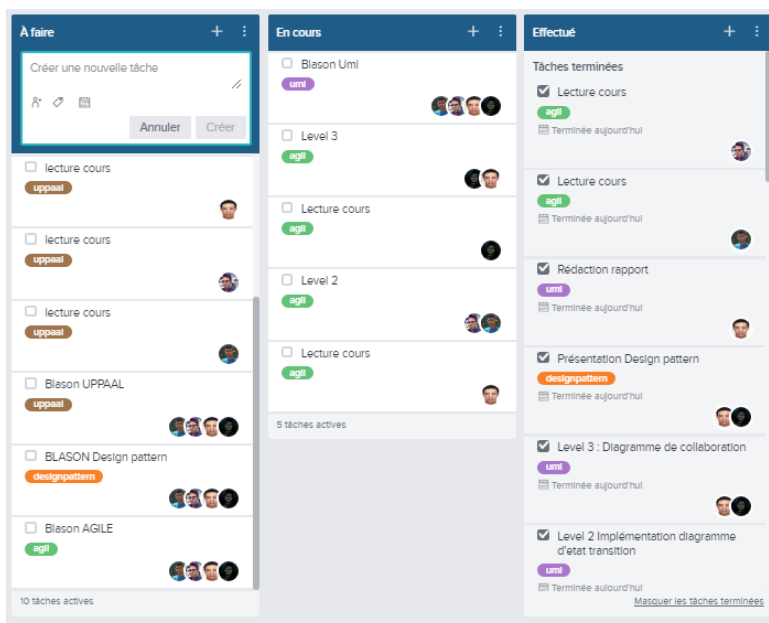 À faire
Créer une nouvelle tâche
Annuler
Créer
lecture cours
uppaal
lecture cours
uppaal
lecture cours
uppaal
Blason UPPAAL
uppaal
BLASON Design pattern
designpattern
Blason AGILE
agil
10 tâches actives
En cours
Blason Uml
uml
Level 3
agil
Lecture cours
agil
Level 2
agil
Lecture cours
agil
5 tâches actives
Effectué
Tâches terminées
Lecture cours
agil
Terminée aujourd'hui
Lecture cours
agil
Terminée aujourd'hui
Rédaction rapport
uml
Terminée aujourd'hui
Présentation Design pattern
designpattern
Terminée aujourd'hui
Level 3 : Diagramme de collaboration
uml
Terminée aujourd'hui
Level 2 Implémentation diagramme
d'etat transition
uml
Terminée aujourd'hui
Masquer les tâches terminées